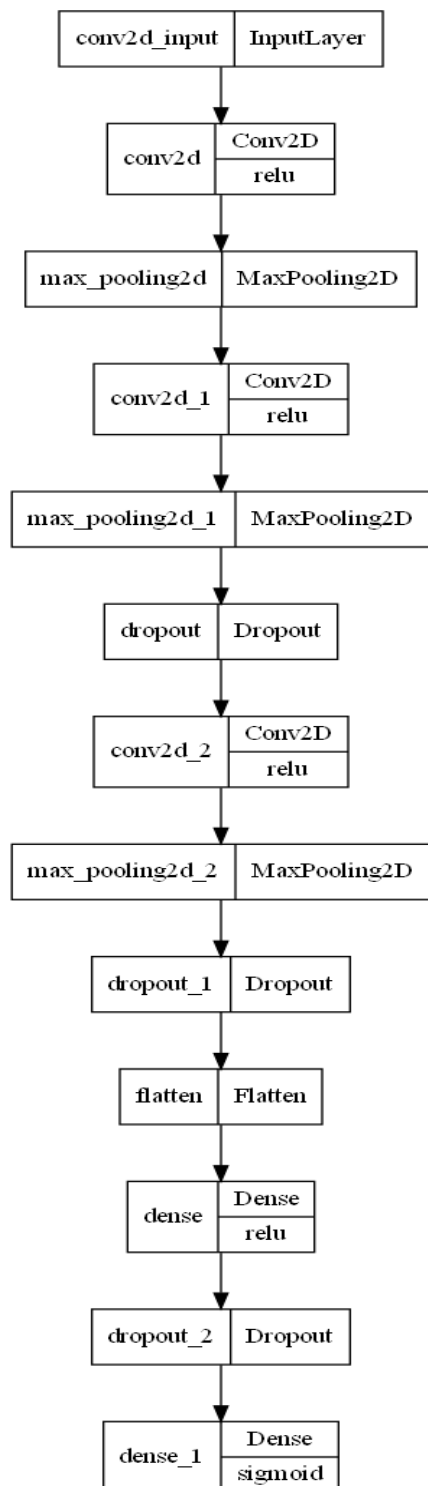 conv2d_input InputLayer
conv2d Conv2D
relu
max_pooling2d MaxPooling2D
conv2d_1 Conv2D
relu
max_pooling2d_1 MaxPooling2D
dropout Dropout
conv2d_2 Conv2D
relu
max_pooling2d_2 MaxPooling2D
dropout_1 Dropout
flatten Flatten
dense Dense
relu
dropout_2 Dropout
dense_1 Dense
sigmoid